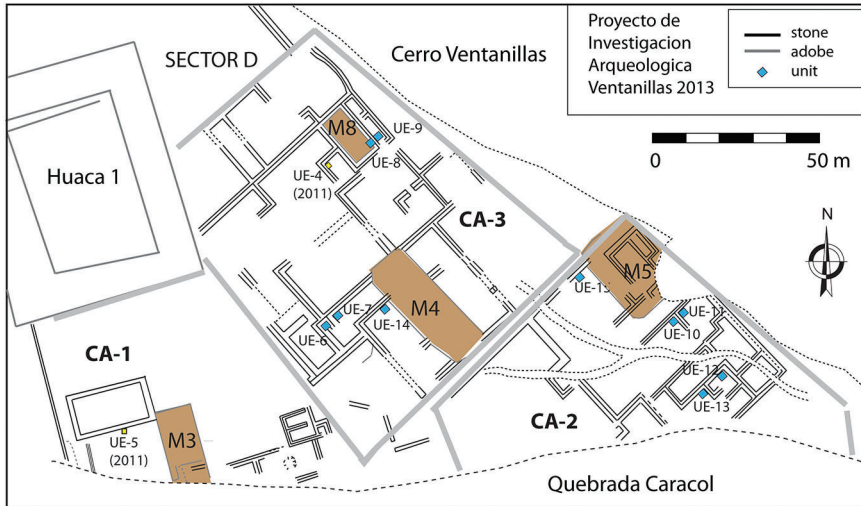 SECTOR D
Cerro Ventanillas
Proyecto de
Investigacion
Arqueologica
Ventanillas 2013
stone
adobe
unit
0 50 m
N
Huaca 1
M8
UE-9
UE-8
UE-4
(2011)
CA-3
M5
UE-15
M4
UE-7
UE-14
UE-6
UE-11
UE-10
CA-1
UE-12
UE-13
CA-2
M3
UE-5
(2011)
Quebrada Caracol